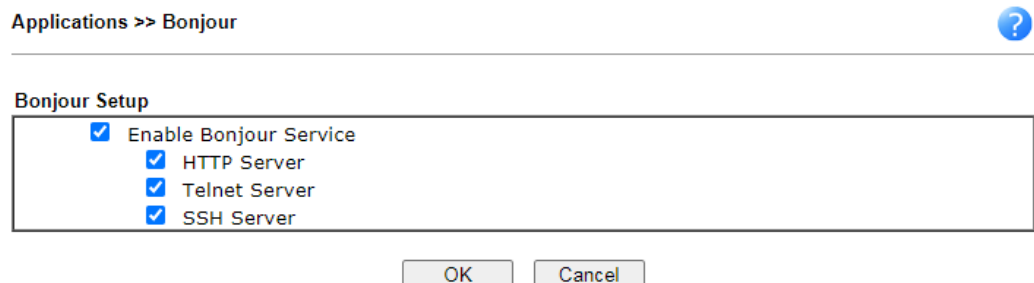 Applications >> Bonjour
?
Bonjour Setup
Enable Bonjour Service
HTTP Server
Telnet Server
SSH Server
OK Cancel